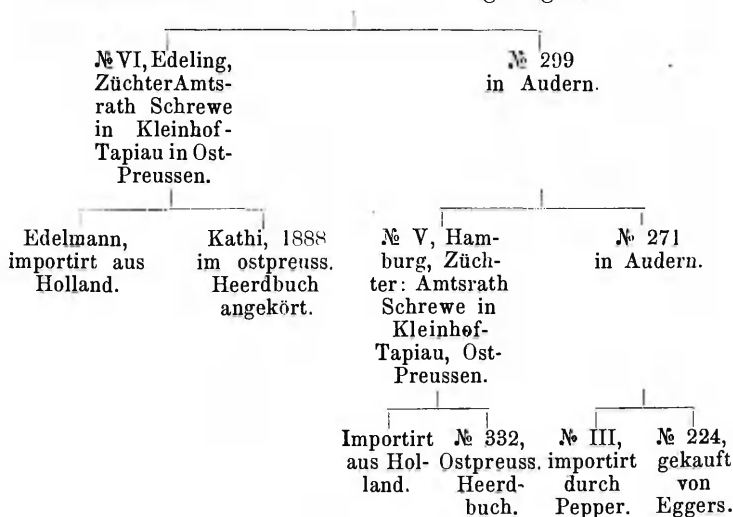 № VI, Edeling,
Züchter Amts-
rath Schrewe
in Kleinhof-
Tapiau in Ost-
Preussen.
№ 299
in Audern.
Edelmann,
importirt aus
Holland.
Kathi, 1888
im ostpreuss.
Heerdbuch
angekört.
№ V, Ham-
burg, Züch-
ter: Amtsrath
Schrewe in
Kleinhof-
Tapiau, Ost-
Preussen.
№ 271
in Audern.
Importirt
aus Hol-
land.
№ 332,
Ostpreuss.
Heerd-
buch.
№ III,
importirt
durch
Pepper.
№ 224,
gekauft
von
Eggers.